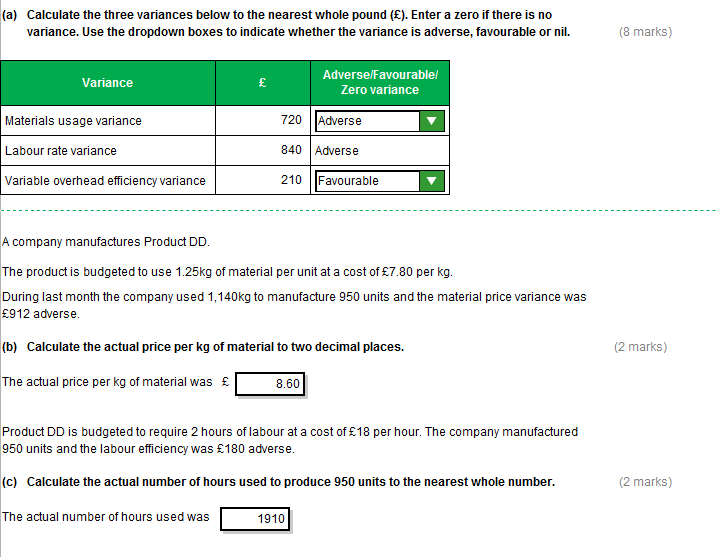 (a) Calculate the three variances below to the nearest whole pound (£). Enter a zero if there is no
variance. Use the dropdown boxes to indicate whether the variance is adverse, favourable or nil. (8 marks)
Variance £ Adverse/Favourable/
Zero variance
Materials usage variance 720 Adverse
Labour rate variance 840 Adverse
Variable overhead efficiency variance 210 Favourable
A company manufactures Product DD.
The product is budgeted to use 1.25kg of material per unit at a cost of £7.80 per kg.
During last month the company used 1,140kg to manufacture 950 units and the material price variance was
£912 adverse.
(b) Calculate the actual price per kg of material to two decimal places. (2 marks)
The actual price per kg of material was £ 8.60
Product DD is budgeted to require 2 hours of labour at a cost of £18 per hour. The company manufactured
950 units and the labour efficiency was £180 adverse.
(c) Calculate the actual number of hours used to produce 950 units to the nearest whole number. (2 marks)
The actual number of hours used was 1910